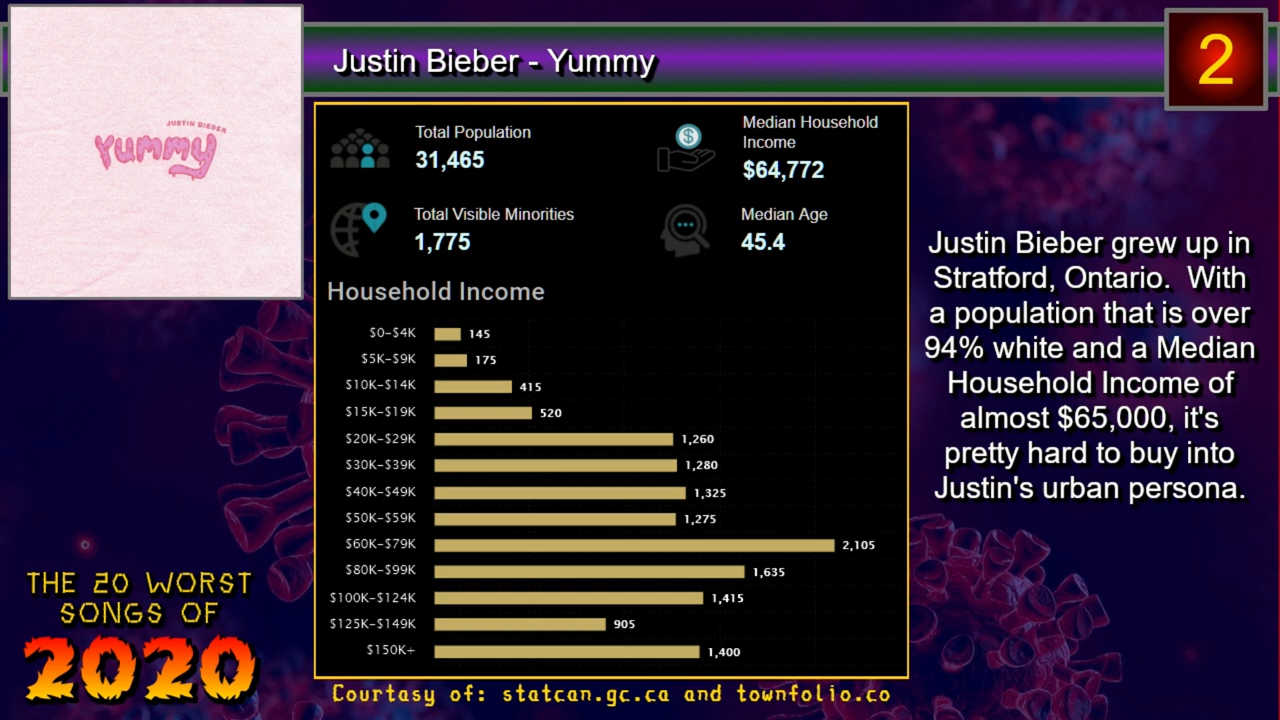 JUSTIN BIEBER
Yummy
Justin Bieber - Yummy
2
Total Population
31,465
Median Household
Income
$64,772
Total Visible Minorities
1,775
Median Age
45.4
Household Income
$0–$4K 145
$5K–$9K 175
$10K–$14K 415
$15K–$19K 520
$20K–$29K 1,260
$30K–$39K 1,280
$40K–$49K 1,325
$50K–$59K 1,275
$60K–$79K 2,105
$80K–$99K 1,635
$100K–$124K 1,415
$125K–$149K 905
$150K+ 1,400
Courtesy of: statcan.gc.ca and townfolio.co
Justin Bieber grew up in
Stratford, Ontario. With
a population that is over
94% white and a Median
Household Income of
almost $65,000, it's
pretty hard to buy into
Justin's urban persona.
THE 20 WORST
SONGS OF
2020